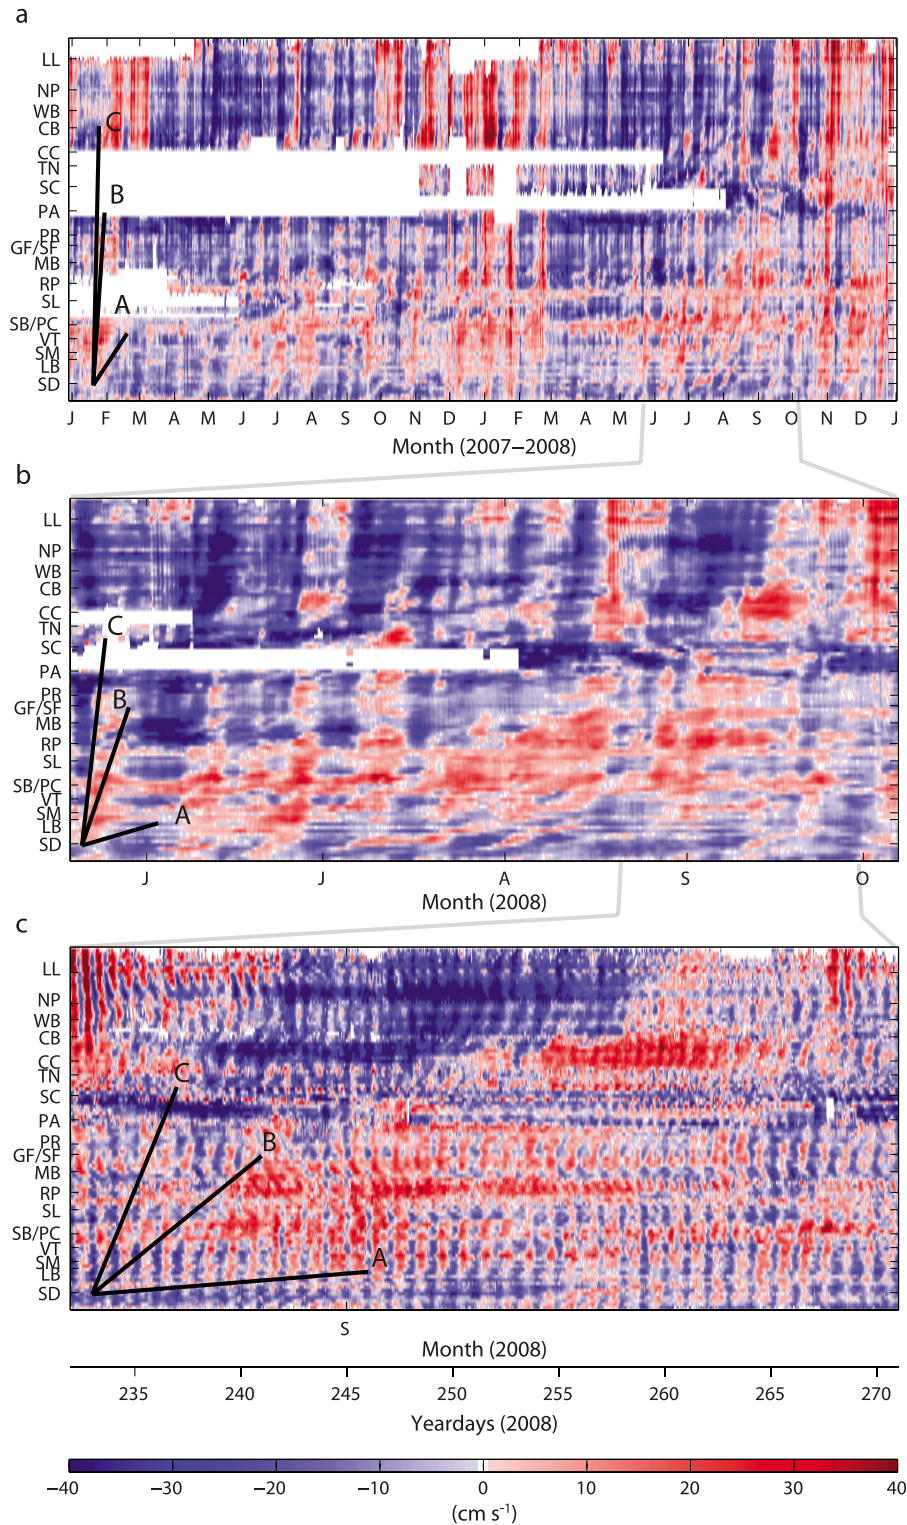 a
LL
NP
WB
CB
CC
TN
SC
PA
PR
GF/SF
MB
RP
SL
SB/PC
VT
SM
LB
SD
C
B
A
J F M A M J J A S O N D J F M A M J J A S O N D J
Month (2007–2008)
b
LL
NP
WB
CB
CC
TN
SC
PA
PR
GF/SF
MB
RP
SL
SB/PC
VT
SM
LB
SD
C
B
A
J J A S O
Month (2008)
c
LL
NP
WB
CB
CC
TN
SC
PA
PR
GF/SF
MB
RP
SL
SB/PC
VT
SM
LB
SD
C
B
A
S
Month (2008)
235 240 245 250 255 260 265 270
Yeardays (2008)
−40 −30 −20 −10 0 10 20 30 40
(cm s⁻¹)